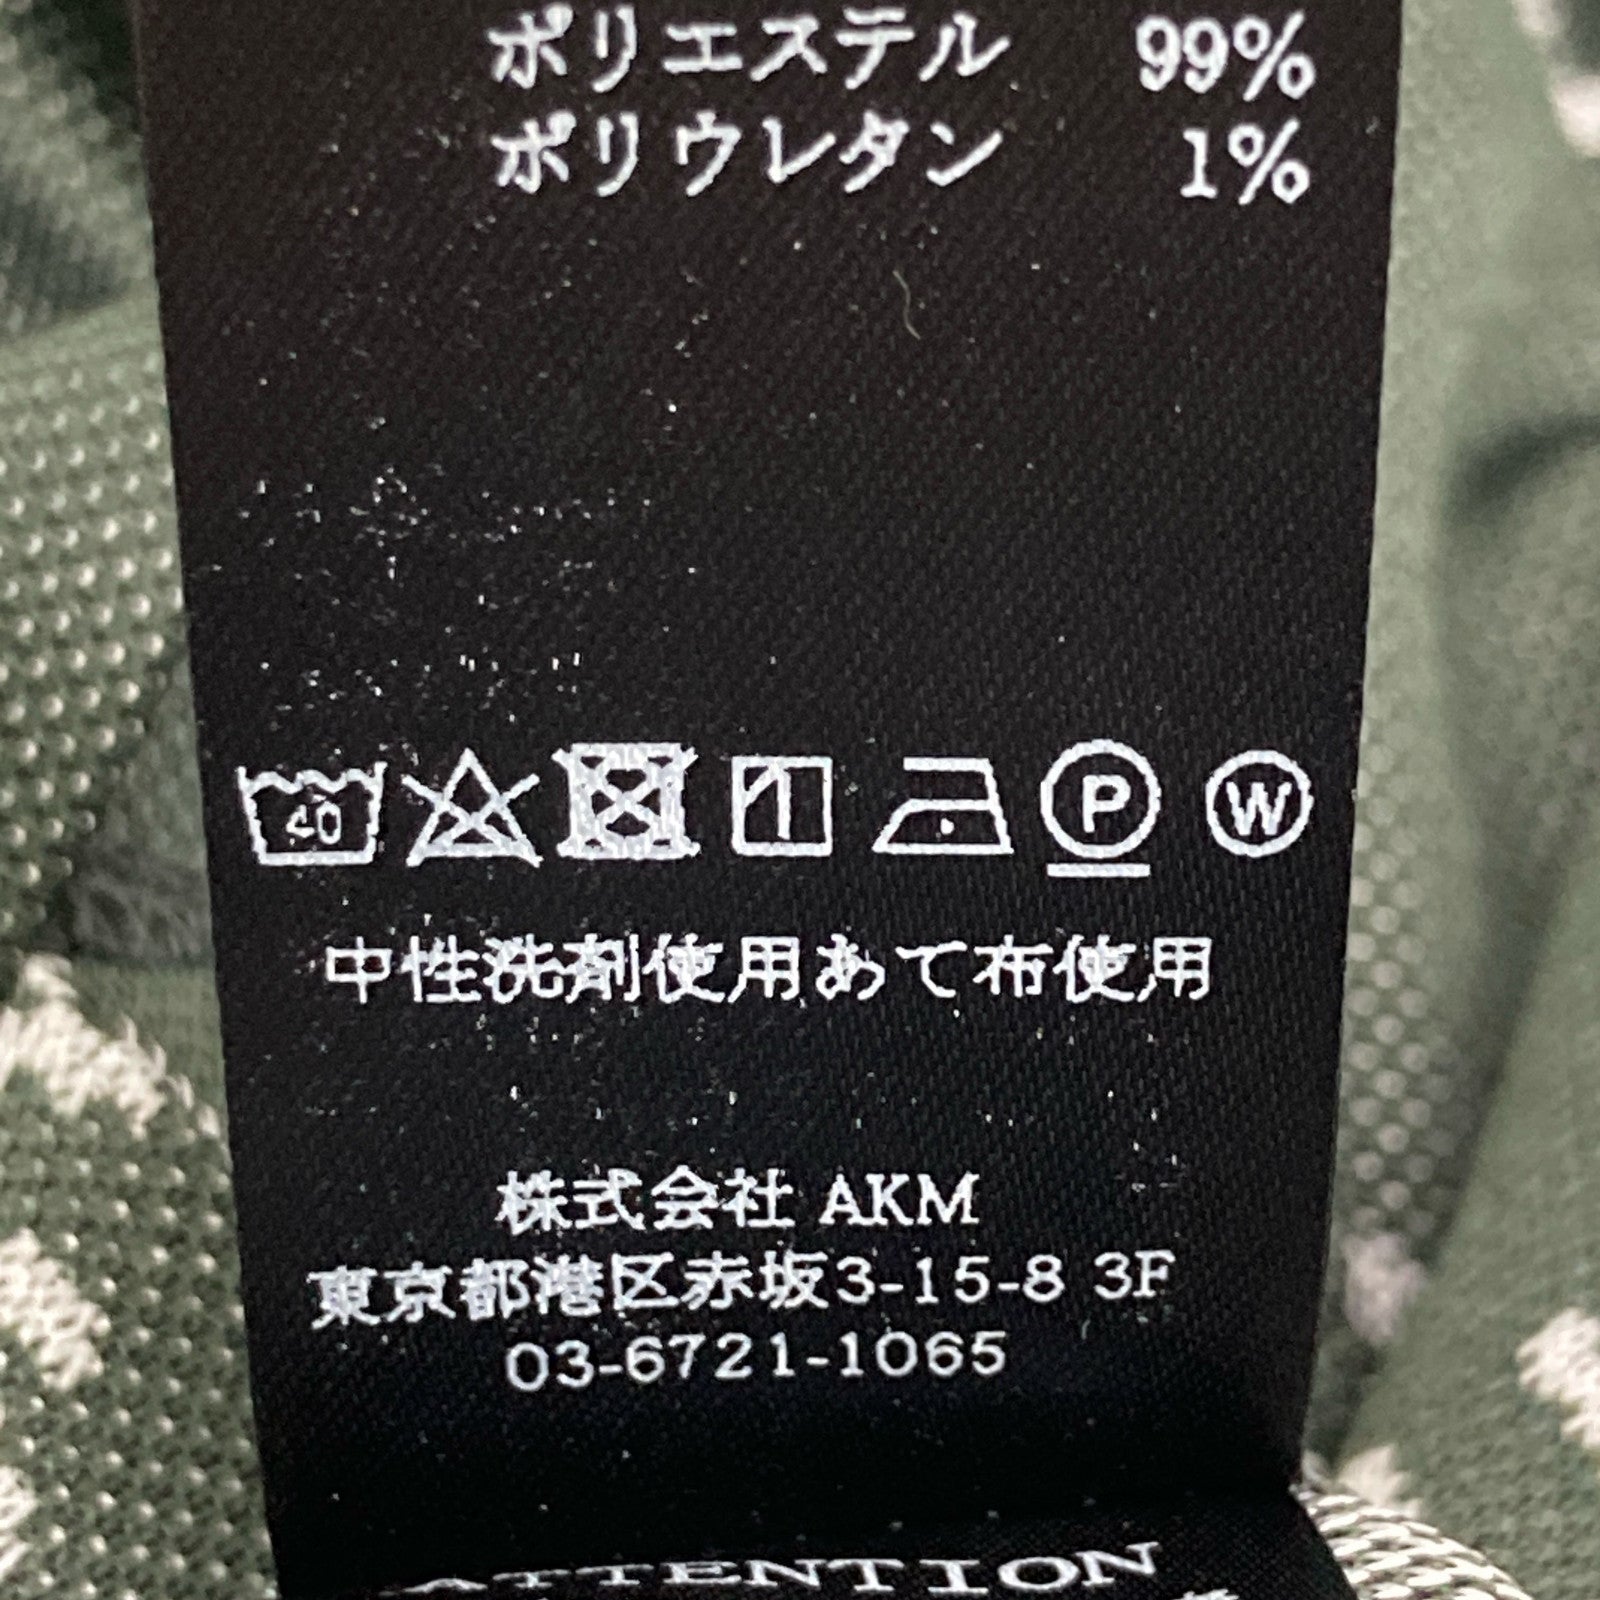 ポリエステル 99%
ポリウレタン 1%
40 P W
中性洗剤使用あて布使用
株式会社 AKM
東京都港区赤坂3-15-8 3F
03-6721-1065
ATTENTION